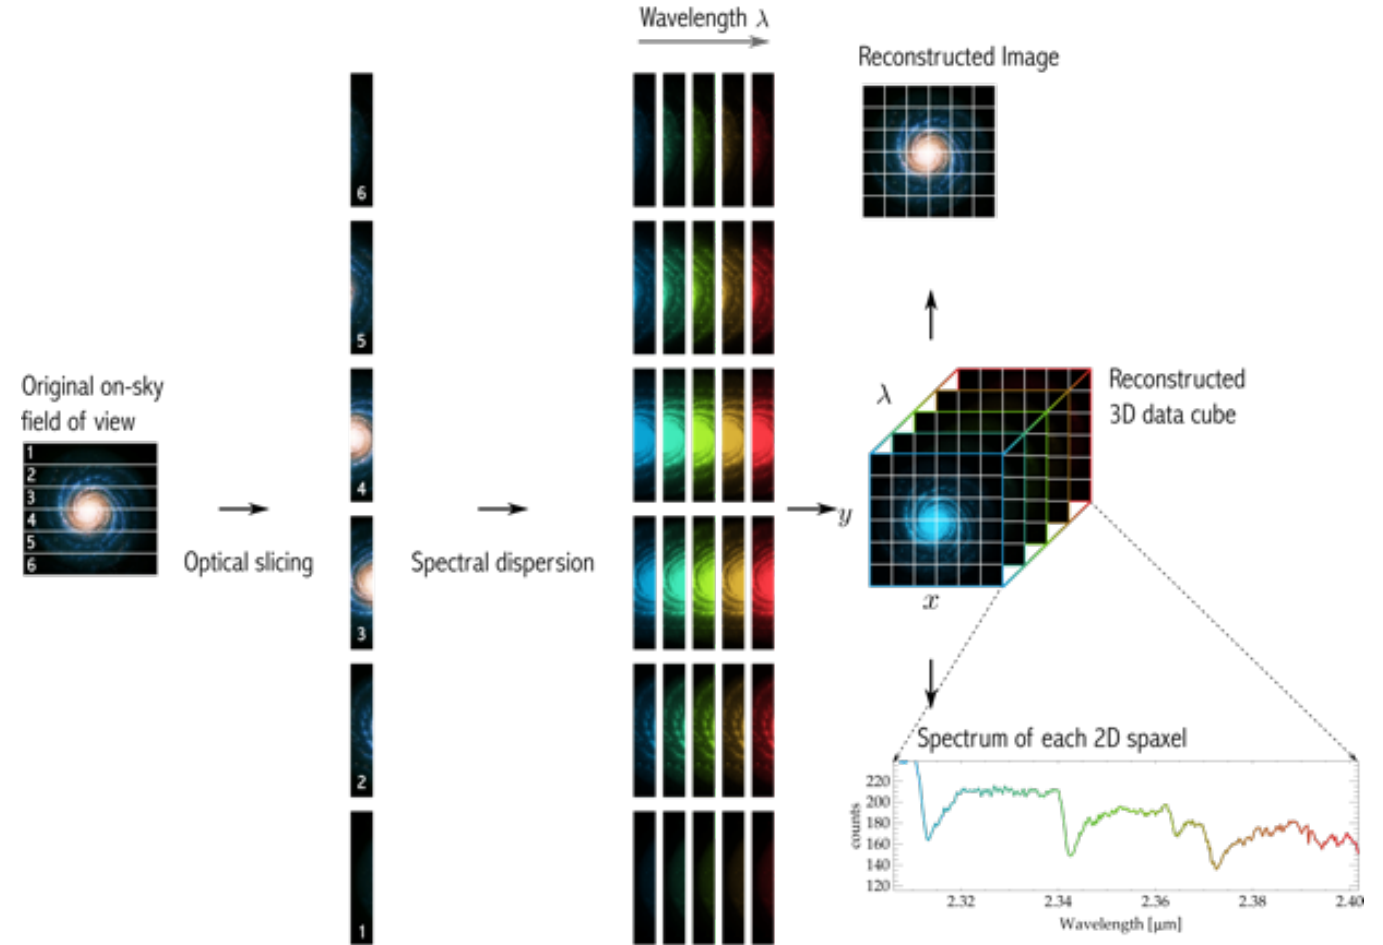 Wavelength λ
Reconstructed Image
6
5
4
3
2
1
Original on-sky
field of view
1
2
3
4
5
6
Optical slicing
Spectral dispersion
λ
y
x
Reconstructed
3D data cube
Spectrum of each 2D spaxel
counts
220
200
180
160
140
120
2.32 2.34 2.36 2.38 2.40
Wavelength [μm]